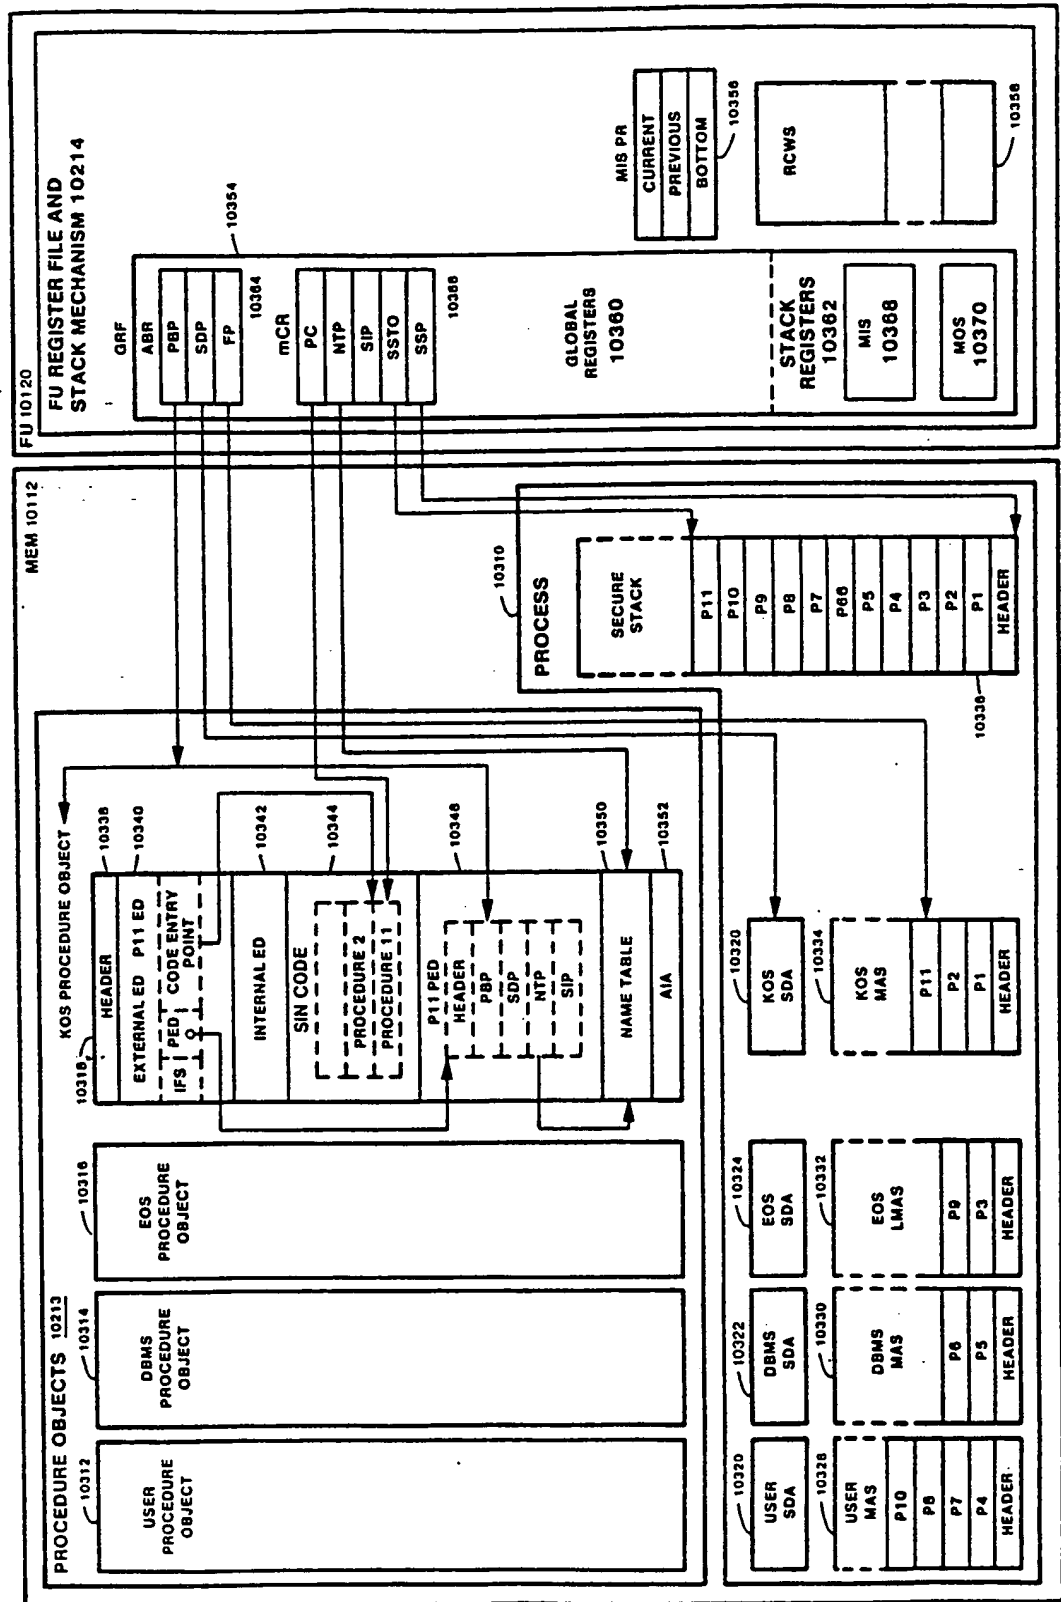 FU 10120
FU REGISTER FILE AND
STACK MECHANISM 10214
GRF
10354
ABR
PBP
SDP
FP
10364
mCR
PC
NTP
SIP
SSTO
SSP
10366
GLOBAL
REGISTERS
10360
STACK
REGISTERS
10362
MIS
10368
MOS
10370
MIS PR
CURRENT
PREVIOUS
BOTTOM
10356
RCWS
10358
MEM 10112
PROCEDURE OBJECTS 10213
10312
USER
PROCEDURE
OBJECT
10314
DBMS
PROCEDURE
OBJECT
10316
EOS
PROCEDURE
OBJECT
KOS PROCEDURE OBJECT
10318
HEADER
10338
EXTERNAL ED P11 ED
10340
IFS PED CODE ENTRY
POINT
INTERNAL ED
10342
SIN CODE
10344
PROCEDURE 2
PROCEDURE 11
P11 PED
10348
HEADER
PBP
SDP
NTP
SIP
NAME TABLE
10350
AIA
10352
PROCESS
10310
SECURE
STACK
P11
P10
P9
P8
P7
P66
P5
P4
P3
P2
P1
HEADER
10336
10320
USER
SDA
10322
DBMS
SDA
10324
EOS
SDA
10320
KOS
SDA
10328
USER
MAS
P10
P8
P7
P4
HEADER
10330
DBMS
MAS
P6
P5
HEADER
10332
EOS
LMAS
P9
P3
HEADER
10334
KOS
MAS
P11
P2
P1
HEADER